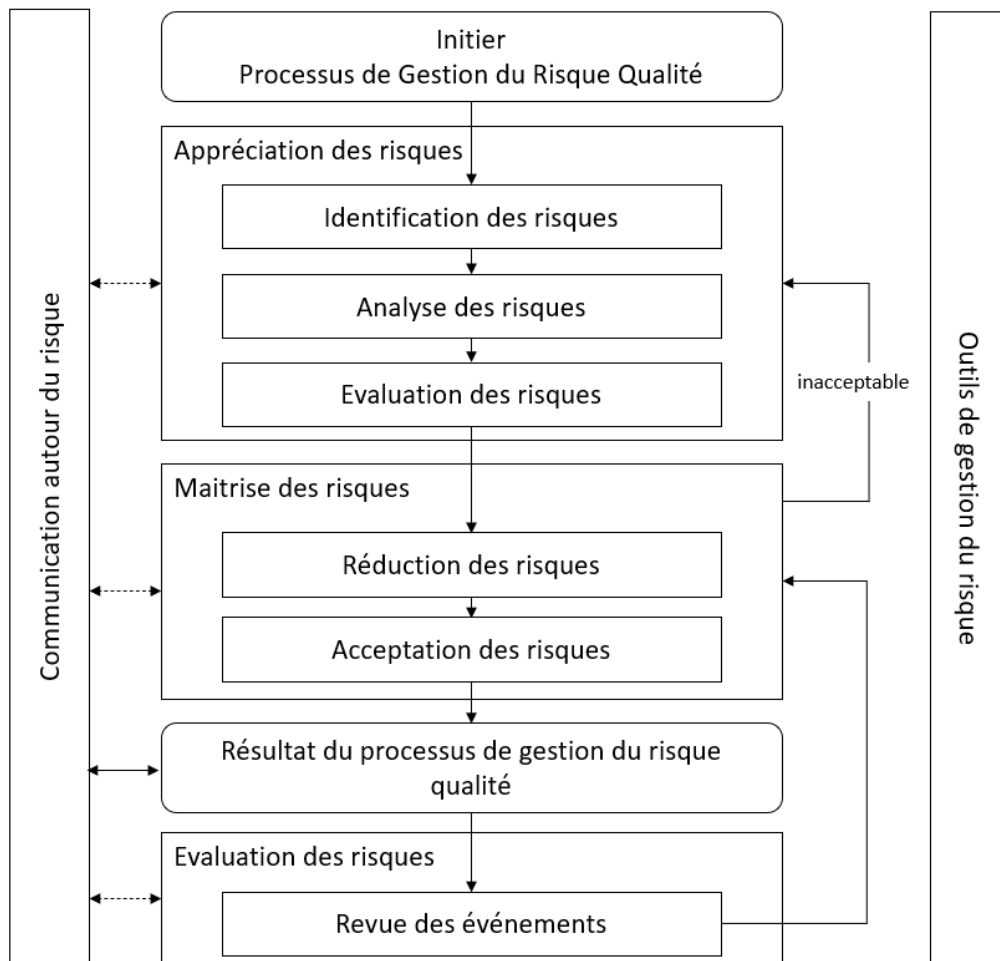 Initier
Processus de Gestion du Risque Qualité
Appréciation des risques
Identification des risques
Analyse des risques
Evaluation des risques
inacceptable
Maitrise des risques
Réduction des risques
Acceptation des risques
Résultat du processus de gestion du risque
qualité
Evaluation des risques
Revue des événements
Communication autour du risque
Outils de gestion du risque